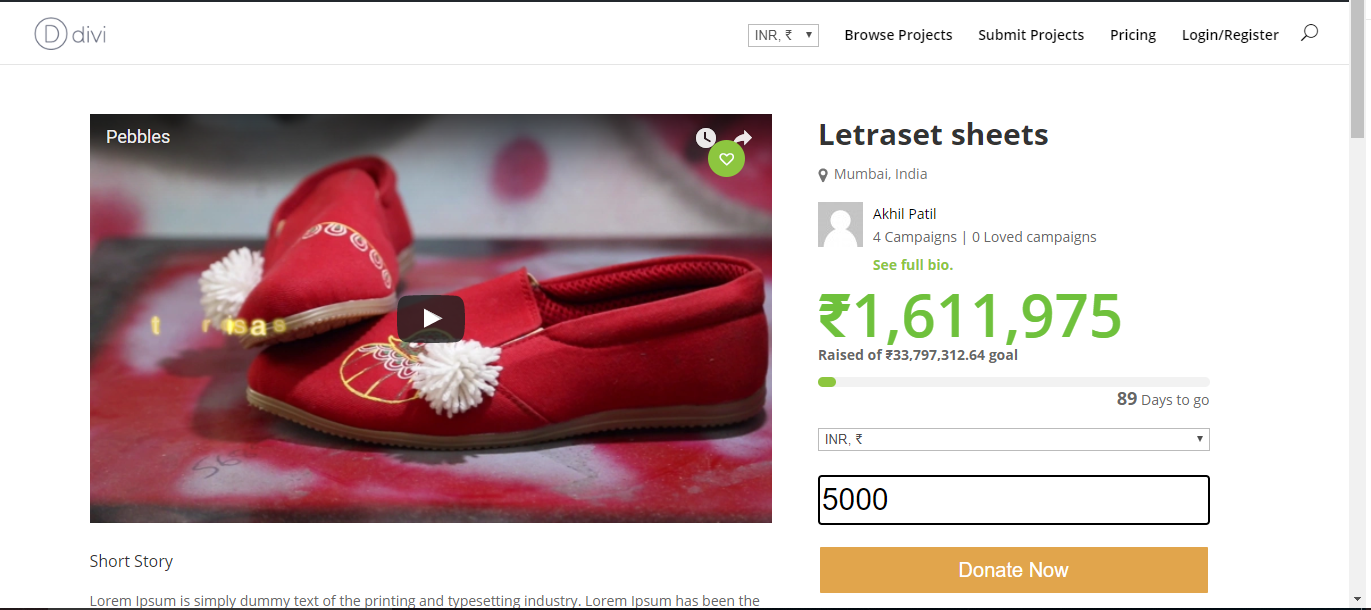 D divi
INR, ₹
Browse Projects
Submit Projects
Pricing
Login/Register
Pebbles
Letraset sheets
Mumbai, India
Akhil Patil
4 Campaigns | 0 Loved campaigns
See full bio.
₹1,611,975
Raised of ₹33,797,312.64 goal
89 Days to go
INR, ₹
5000
Donate Now
Short Story
Lorem Ipsum is simply dummy text of the printing and typesetting industry. Lorem Ipsum has been the